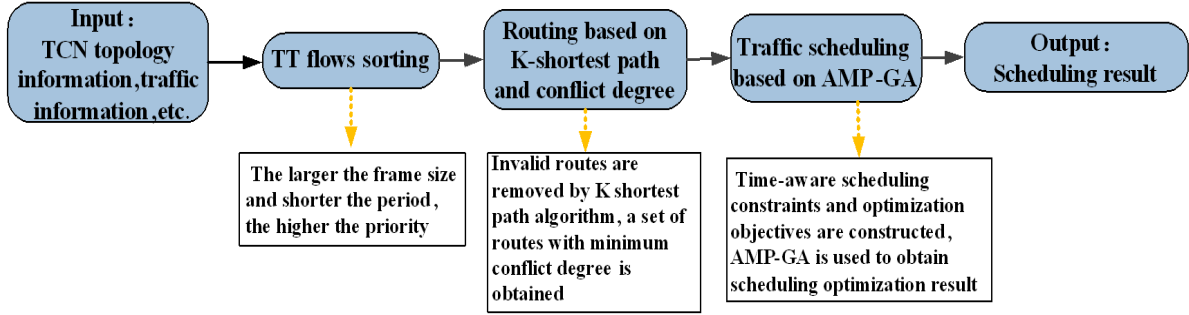 Input：
TCN topology
information,traffic
information,etc.
TT flows sorting
Routing based on
K-shortest path
and conflict degree
Traffic scheduling
based on AMP-GA
Output：
Scheduling result
The larger the frame size
and shorter the period,
the higher the priority
Invalid routes are
removed by K shortest
path algorithm, a set of
routes with minimum
conflict degree is
obtained
Time-aware scheduling
constraints and optimization
objectives are constructed,
AMP-GA is used to obtain
scheduling optimization result